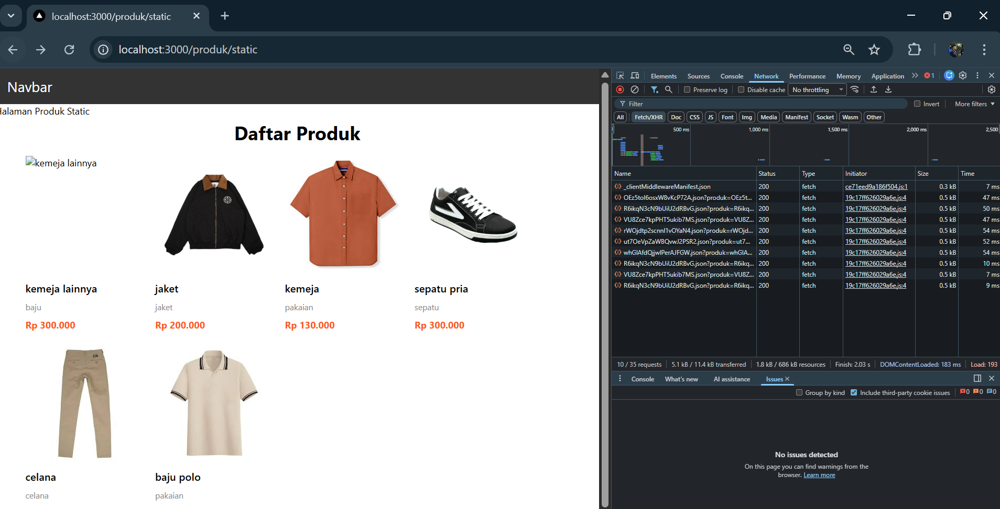 localhost:3000/produk/static
localhost:3000/produk/static
Navbar
Halaman Produk Static
Daftar Produk
kemeja lainnya
kemeja lainnya
baju
Rp 300.000
jaket
jaket
Rp 200.000
kemeja
pakaian
Rp 130.000
sepatu pria
sepatu
Rp 300.000
celana
celana
baju polo
pakaian
Elements Sources Console Network Performance Memory Application 1
Preserve log Disable cache No throttling
Filter Invert More filters
All Fetch/XHR Doc CSS JS Font Img Media Manifest Socket Wasm Other
500 ms 1,000 ms 1,500 ms 2,000 ms 2,500
Name Status Type Initiator Size Time
_clientMiddlewareManifest.json 200 fetch ce71eed9a186f504.js:1 0.3 kB 7 ms
OEz5tol6osxW8vKcP72A.json?produk=OEz5t... 200 fetch 19c17ff626029a6e.js:4 0.5 kB 47 ms
R6ikqN3cN9bUiU2dRBvG.json?produk=R6ikq... 200 fetch 19c17ff626029a6e.js:4 0.5 kB 50 ms
VU8Zce7kpPHT5ukib7MS.json?produk=VU8Z... 200 fetch 19c17ff626029a6e.js:4 0.5 kB 47 ms
rWOjdtp2scnnl1vOYaN4.json?produk=rWOjd... 200 fetch 19c17ff626029a6e.js:4 0.5 kB 54 ms
ut7OeVpZaWBQvwJ2PSR2.json?produk=ut7... 200 fetch 19c17ff626029a6e.js:4 0.5 kB 52 ms
whGlAfdQjjwlPerAJFGW.json?produk=whGlA... 200 fetch 19c17ff626029a6e.js:4 0.5 kB 54 ms
R6ikqN3cN9bUiU2dRBvG.json?produk=R6ikq... 200 fetch 19c17ff626029a6e.js:4 0.5 kB 10 ms
VU8Zce7kpPHT5ukib7MS.json?produk=VU8Z... 200 fetch 19c17ff626029a6e.js:4 0.5 kB 7 ms
R6ikqN3cN9bUiU2dRBvG.json?produk=R6ikq... 200 fetch 19c17ff626029a6e.js:4 0.5 kB 9 ms
10 / 35 requests 5.1 kB / 11.4 kB transferred 1.8 kB / 686 kB resources Finish: 2.03 s DOMContentLoaded: 183 ms Load: 193
Console What's new AI assistance Issues
Group by kind Include third-party cookie issues 0 0 0
No issues detected
On this page you can find warnings from the
browser. Learn more